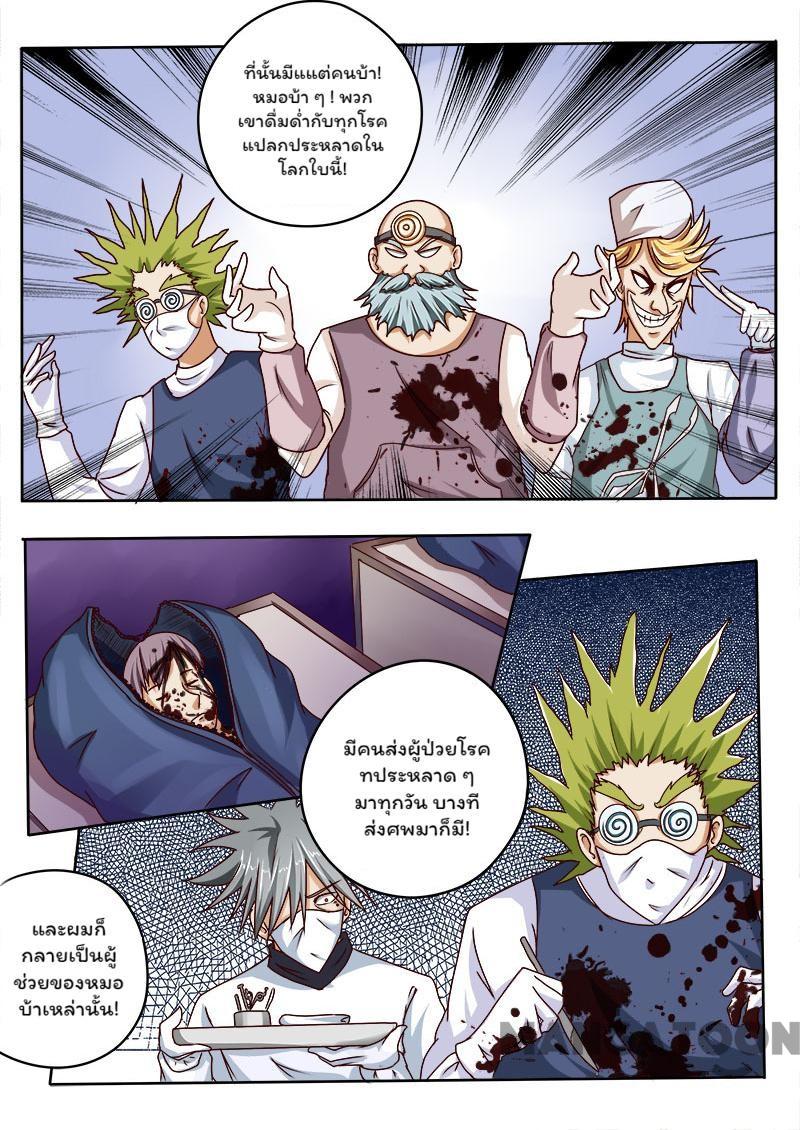 ที่นั้นมีแแต่คนบ้า!
หมอบ้า ๆ ! พวก
เขาดื่มด่ำกับทุกโรค
แปลกประหลาดใน
โลกใบนี้!
มีคนส่งผู้ป่วยโรค
ทประหลาด ๆ
มาทุกวัน บางที
ส่งศพมาก็มี!
และผมก็
กลายเป็นผู้
ช่วยของหมอ
บ้าเหล่านั้น!
MANGATOON